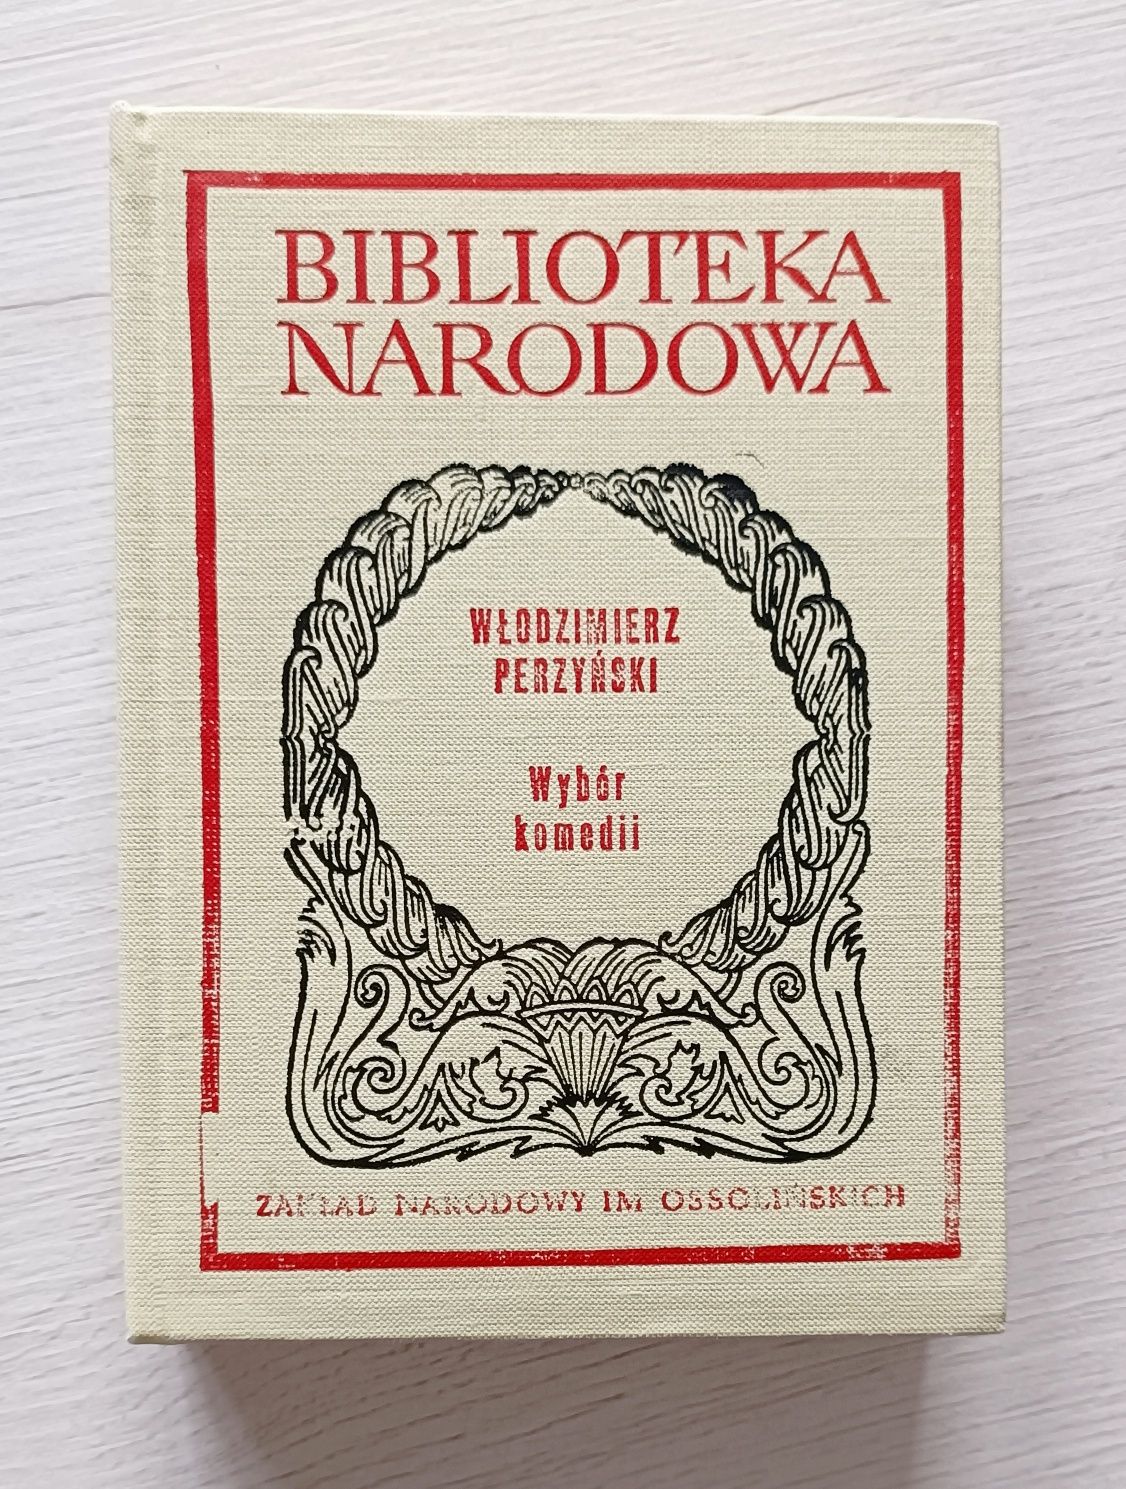 BIBLIOTEKA
NARODOWA
WŁODZIMIERZ
PERZYŃSKI
Wybór
komedii
ZAKŁAD NARODOWY IM OSSOLIŃSKICH